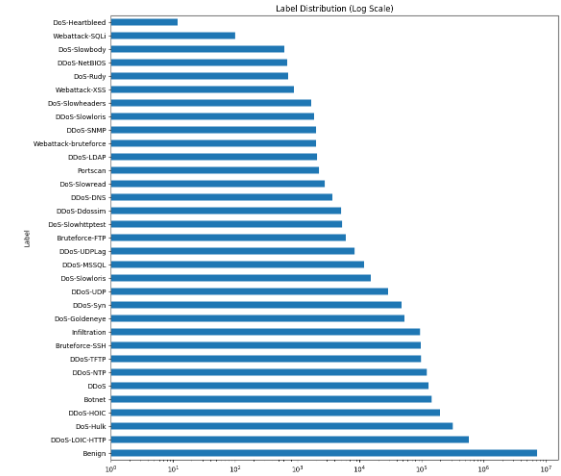 Label Distribution (Log Scale)
DoS-Heartbleed
Webattack-SQLi
DoS-Slowbody
DDoS-NetBIOS
DoS-Rudy
Webattack-XSS
DoS-Slowheaders
DDoS-Slowloris
DDoS-SNMP
Webattack-bruteforce
DDoS-LDAP
Portscan
DoS-Slowread
DDoS-DNS
DDoS-Ddossim
DoS-Slowhttptest
Bruteforce-FTP
DDoS-UDPLag
DDoS-MSSQL
DoS-Slowloris
DDoS-UDP
DDoS-Syn
DoS-Goldeneye
Infiltration
Bruteforce-SSH
DDoS-TFTP
DDoS-NTP
DDoS
Botnet
DDoS-HOIC
DoS-Hulk
DDoS-LOIC-HTTP
Benign
Label
10⁰ 10¹ 10² 10³ 10⁴ 10⁵ 10⁶ 10⁷